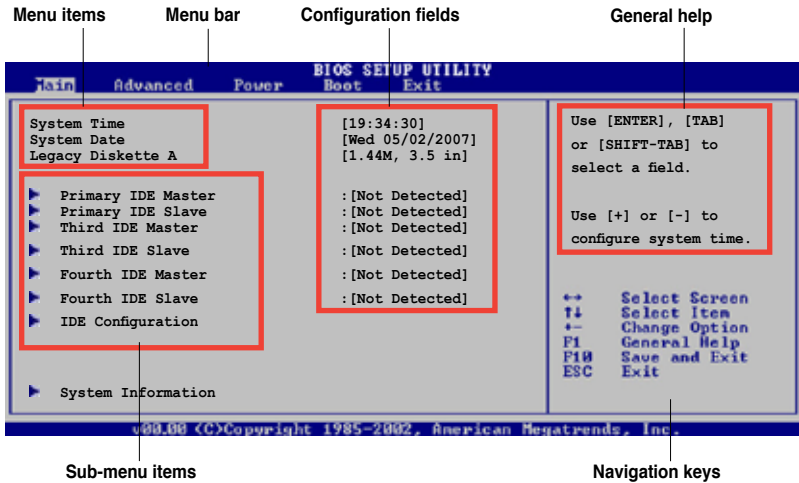 Menu items Menu bar Configuration fields General help
BIOS SETUP UTILITY
Main Advanced Power Boot Exit
System Time [19:34:30]
System Date [Wed 05/02/2007]
Legacy Diskette A [1.44M, 3.5 in]
Primary IDE Master :[Not Detected]
Primary IDE Slave :[Not Detected]
Third IDE Master :[Not Detected]
Third IDE Slave :[Not Detected]
Fourth IDE Master :[Not Detected]
Fourth IDE Slave :[Not Detected]
IDE Configuration
System Information
Use [ENTER], [TAB]
or [SHIFT-TAB] to
select a field.
Use [+] or [-] to
configure system time.
↔ Select Screen
↑↓ Select Item
+- Change Option
F1 General Help
F10 Save and Exit
ESC Exit
v00.00 (C)Copyright 1985-2002, American Megatrends, Inc.
Sub-menu items Navigation keys